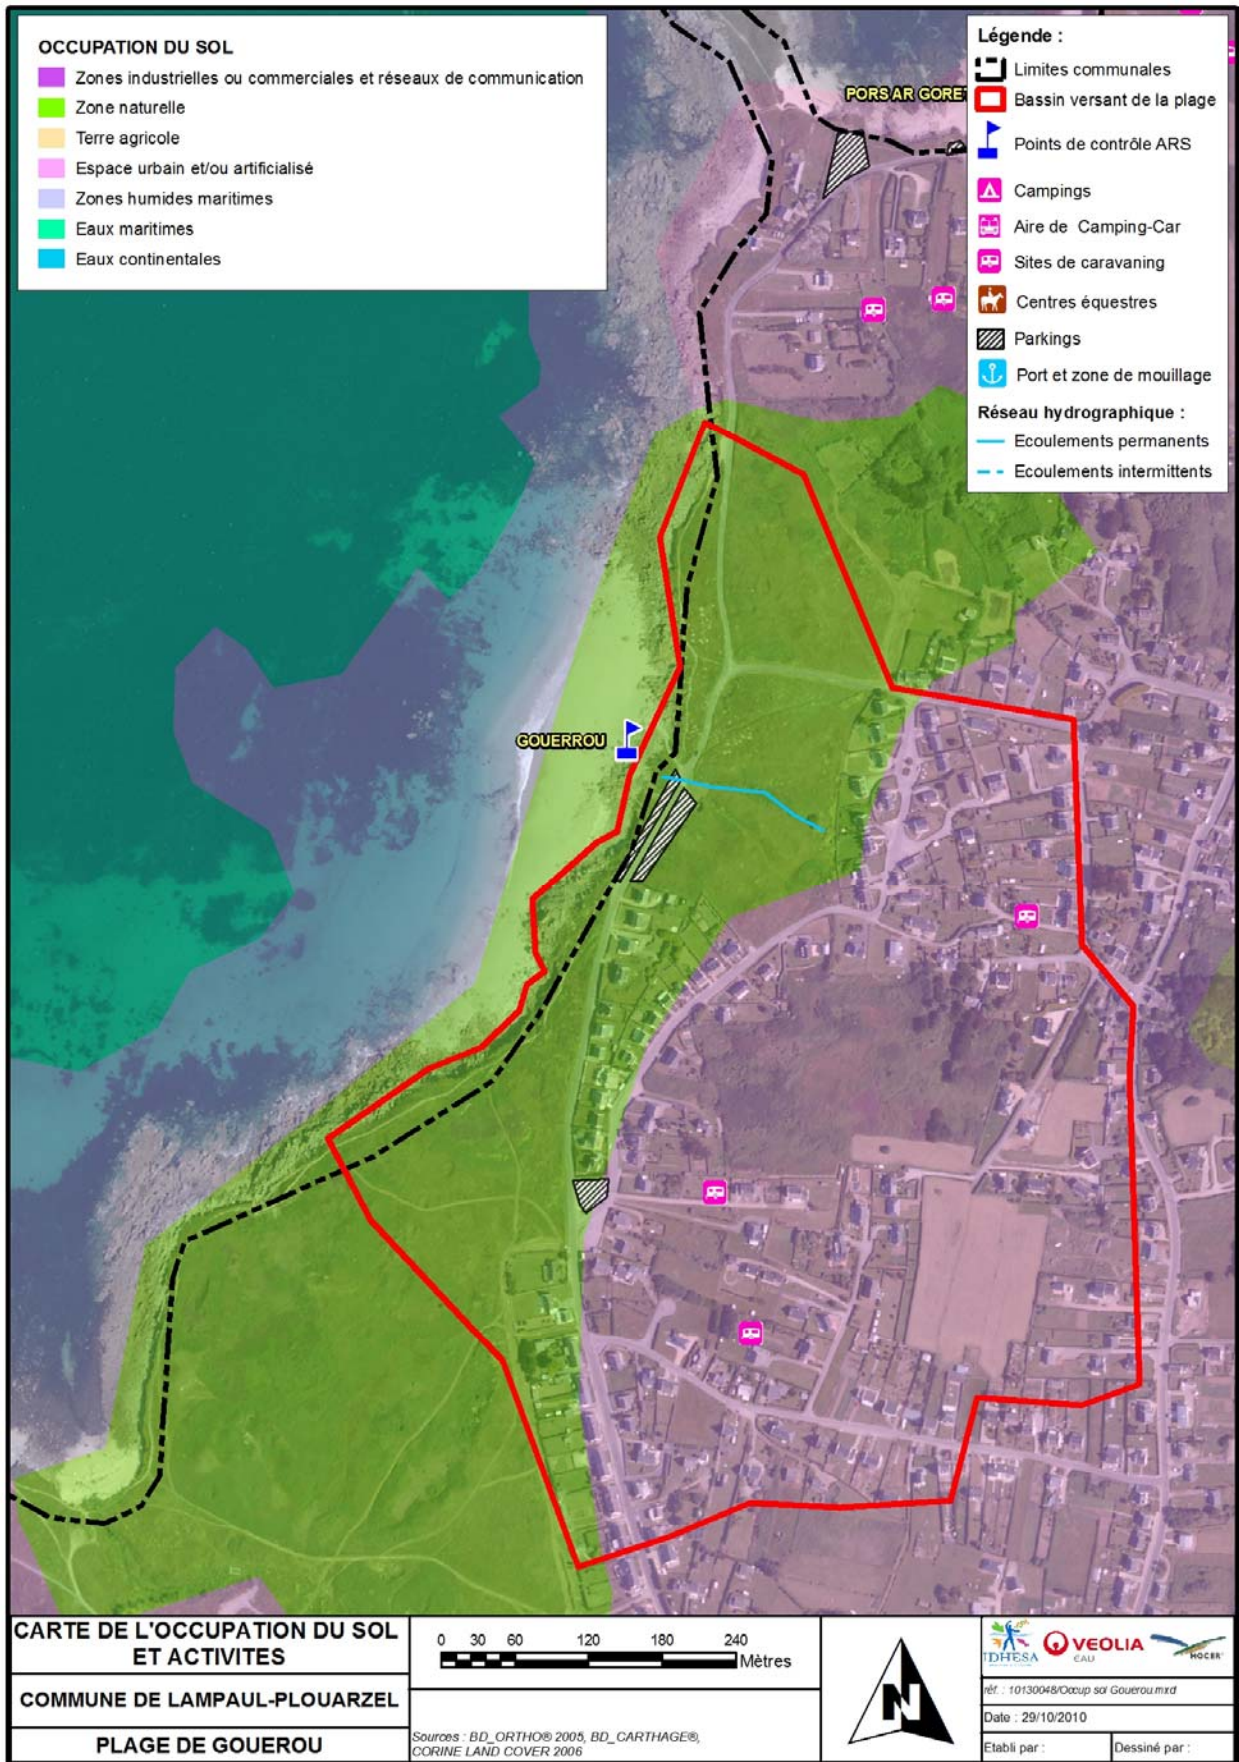 OCCUPATION DU SOL
Zones industrielles ou commerciales et réseaux de communication
Zone naturelle
Terre agricole
Espace urbain et/ou artificialisé
Zones humides maritimes
Eaux maritimes
Eaux continentales
Légende :
Limites communales
Bassin versant de la plage
Points de contrôle ARS
Campings
Aire de Camping-Car
Sites de caravaning
Centres équestres
Parkings
Port et zone de mouillage
Réseau hydrographique :
Ecoulements permanents
Ecoulements intermittents
PORS AR GORET
GOUERROU
CARTE DE L'OCCUPATION DU SOL
ET ACTIVITES
COMMUNE DE LAMPAUL-PLOUARZEL
PLAGE DE GOUEROU
0 30 60 120 180 240
Mètres
Sources : BD_ORTHO® 2005, BD_CARTHAGE®,
CORINE LAND COVER 2006
N
IDHESA
VEOLIA
EAU
HOCER
réf. : 10130048/Occup sol Gouerou.mxd
Date : 29/10/2010
Etabli par :
Dessiné par :